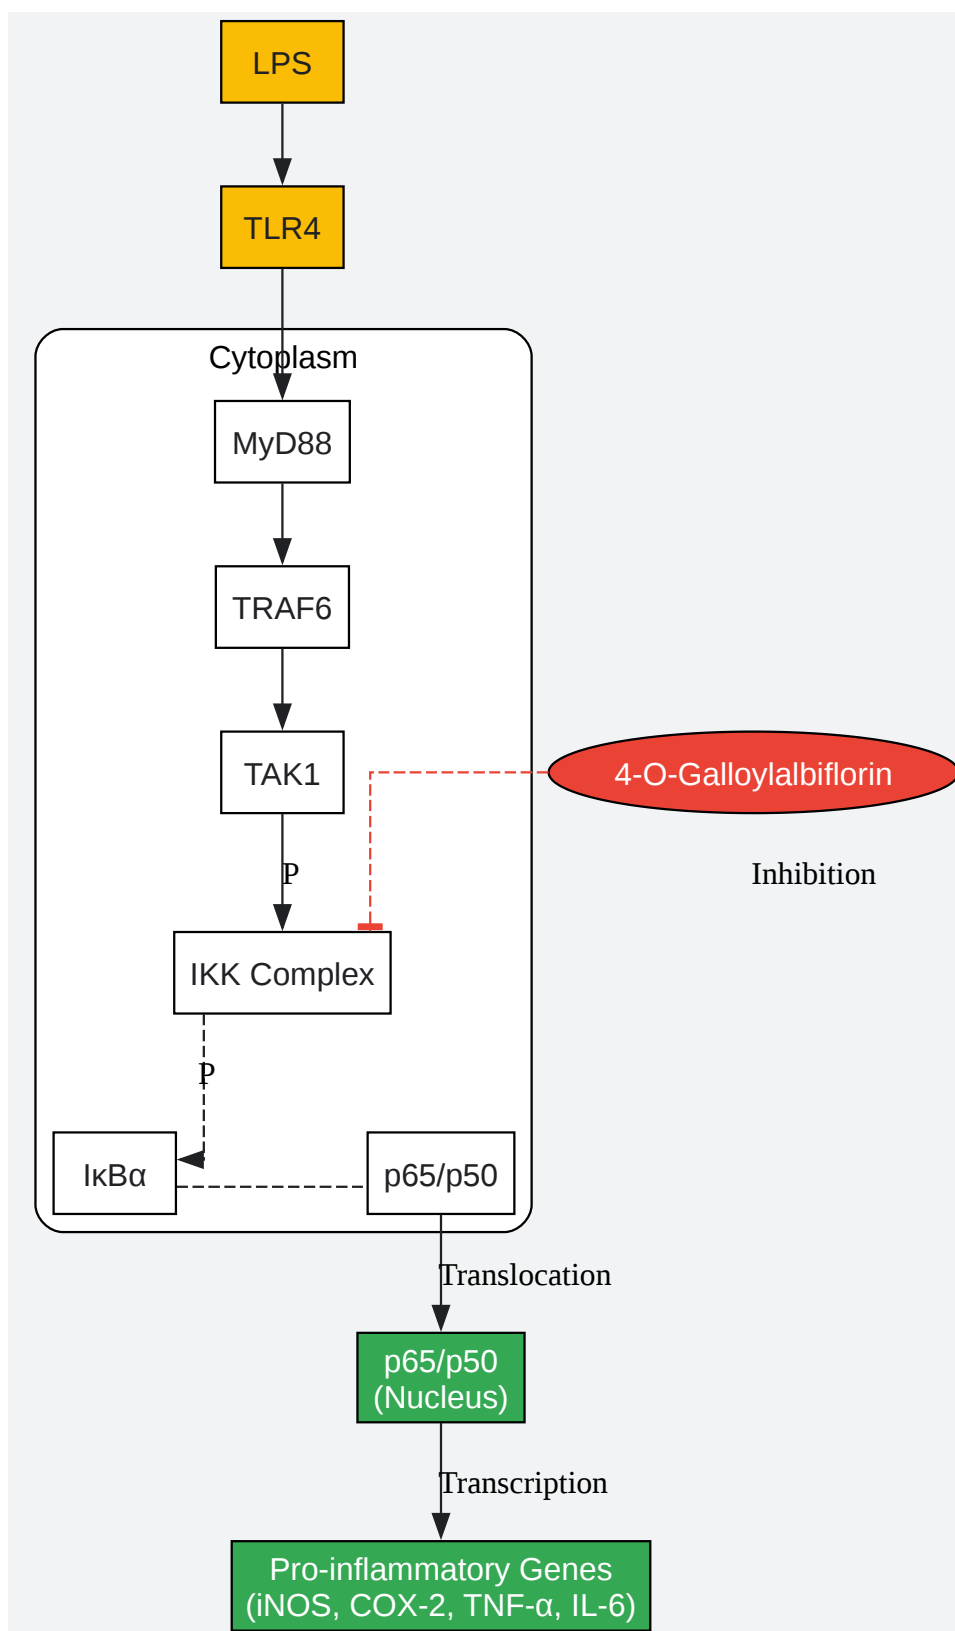 LPS
TLR4
Cytoplasm
MyD88
TRAF6
TAK1
4-O-Galloylalbiflorin
P
Inhibition
IKK Complex
P
IκBα
p65/p50
Translocation
p65/p50
(Nucleus)
Transcription
Pro-inflammatory Genes
(iNOS, COX-2, TNF-α, IL-6)